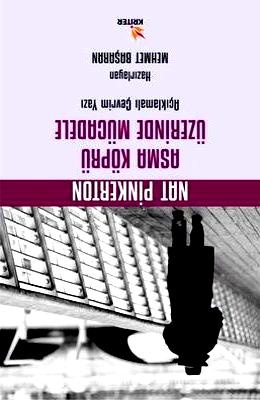 NAT PİNKERTON
ASMA KÖPRÜ
ÜZERİNDE MÜCADELE
Açıklamalı Çevrim Yazı
Hazırlayan
MEHMET BAŞARAN
KRİTER